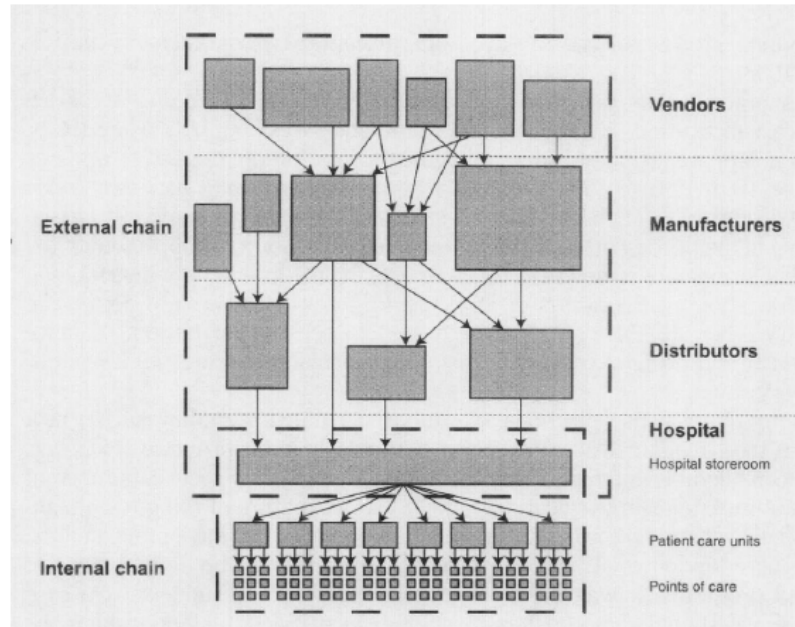 Vendors
External chain
Manufacturers
Distributors
Hospital
Hospital storeroom
Patient care units
Internal chain
Points of care